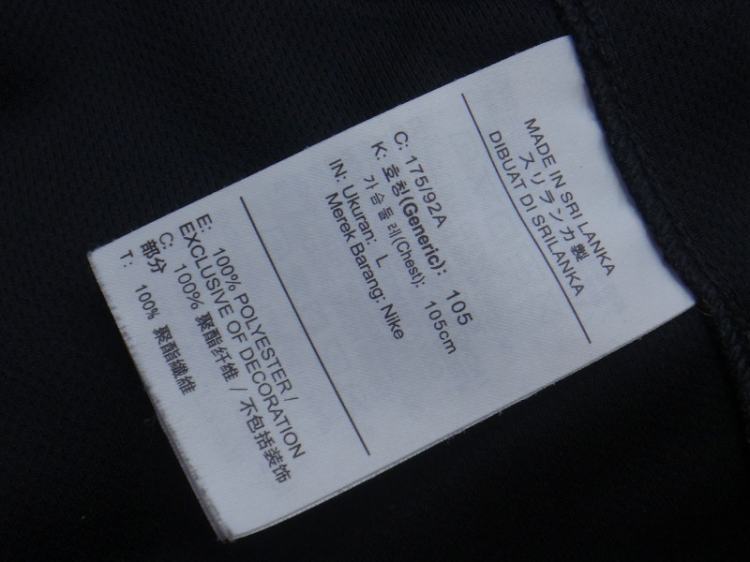 MADE IN SRI LANKA
スリランカ製
DIBUAT DI SRILANKA
C: 175/92A
K: 호칭(Generic): 105
가슴둘레(Chest): 105cm
IN: Ukuran: L
Merek Barang: Nike
E: 100% POLYESTER /
EXCLUSIVE OF DECORATION
C: 100% 聚酯纤维 / 不包括装饰
部分
T: 100% 聚酯纖維